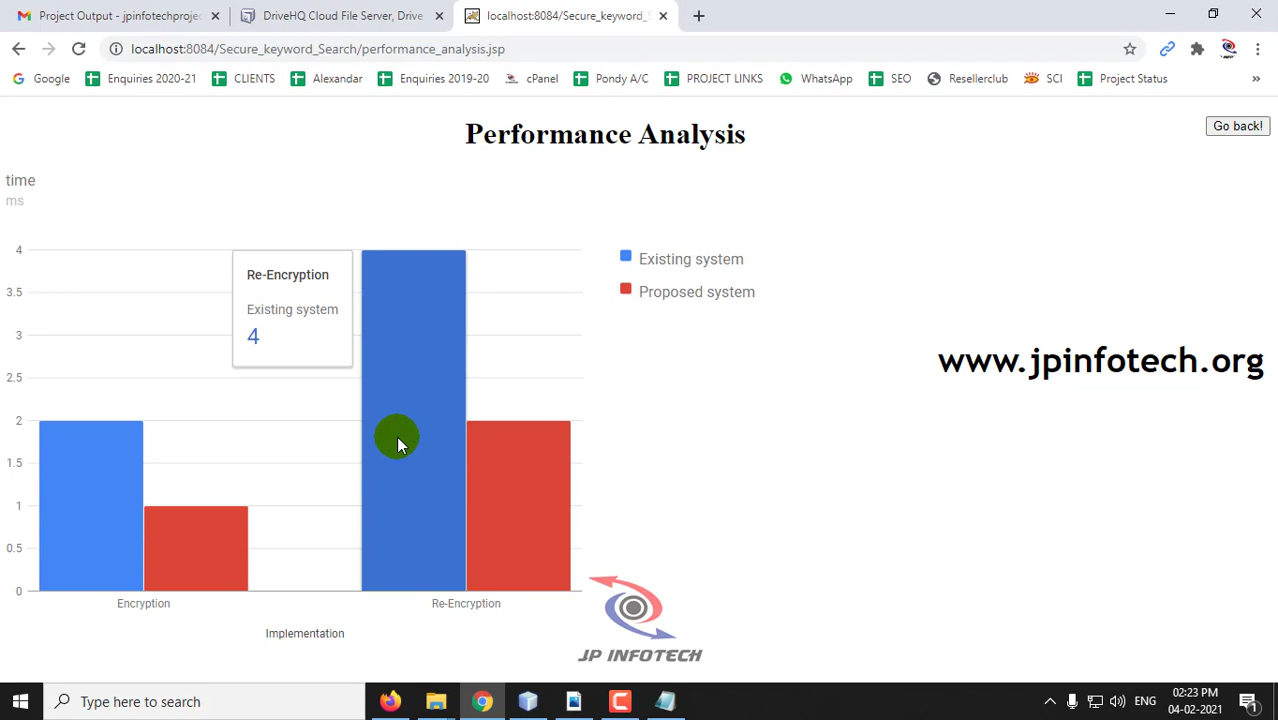 Project Output - jpinfotechproje
DriveHQ Cloud File Server, Drive
localhost:8084/Secure_keyword_S
localhost:8084/Secure_keyword_Search/performance_analysis.jsp
Google
Enquiries 2020-21
CLIENTS
Alexandar
Enquiries 2019-20
cPanel
Pondy A/C
PROJECT LINKS
WhatsApp
SEO
Resellerclub
SCI
Project Status
»
Performance Analysis
Go back!
time
ms
4
3.5
3
2.5
2
1.5
1
0.5
0
Re-Encryption
Existing system
4
Existing system
Proposed system
www.jpinfotech.org
Encryption
Re-Encryption
Implementation
JP INFOTECH
Type here to search
ENG
02:23 PM
04-02-2021
1